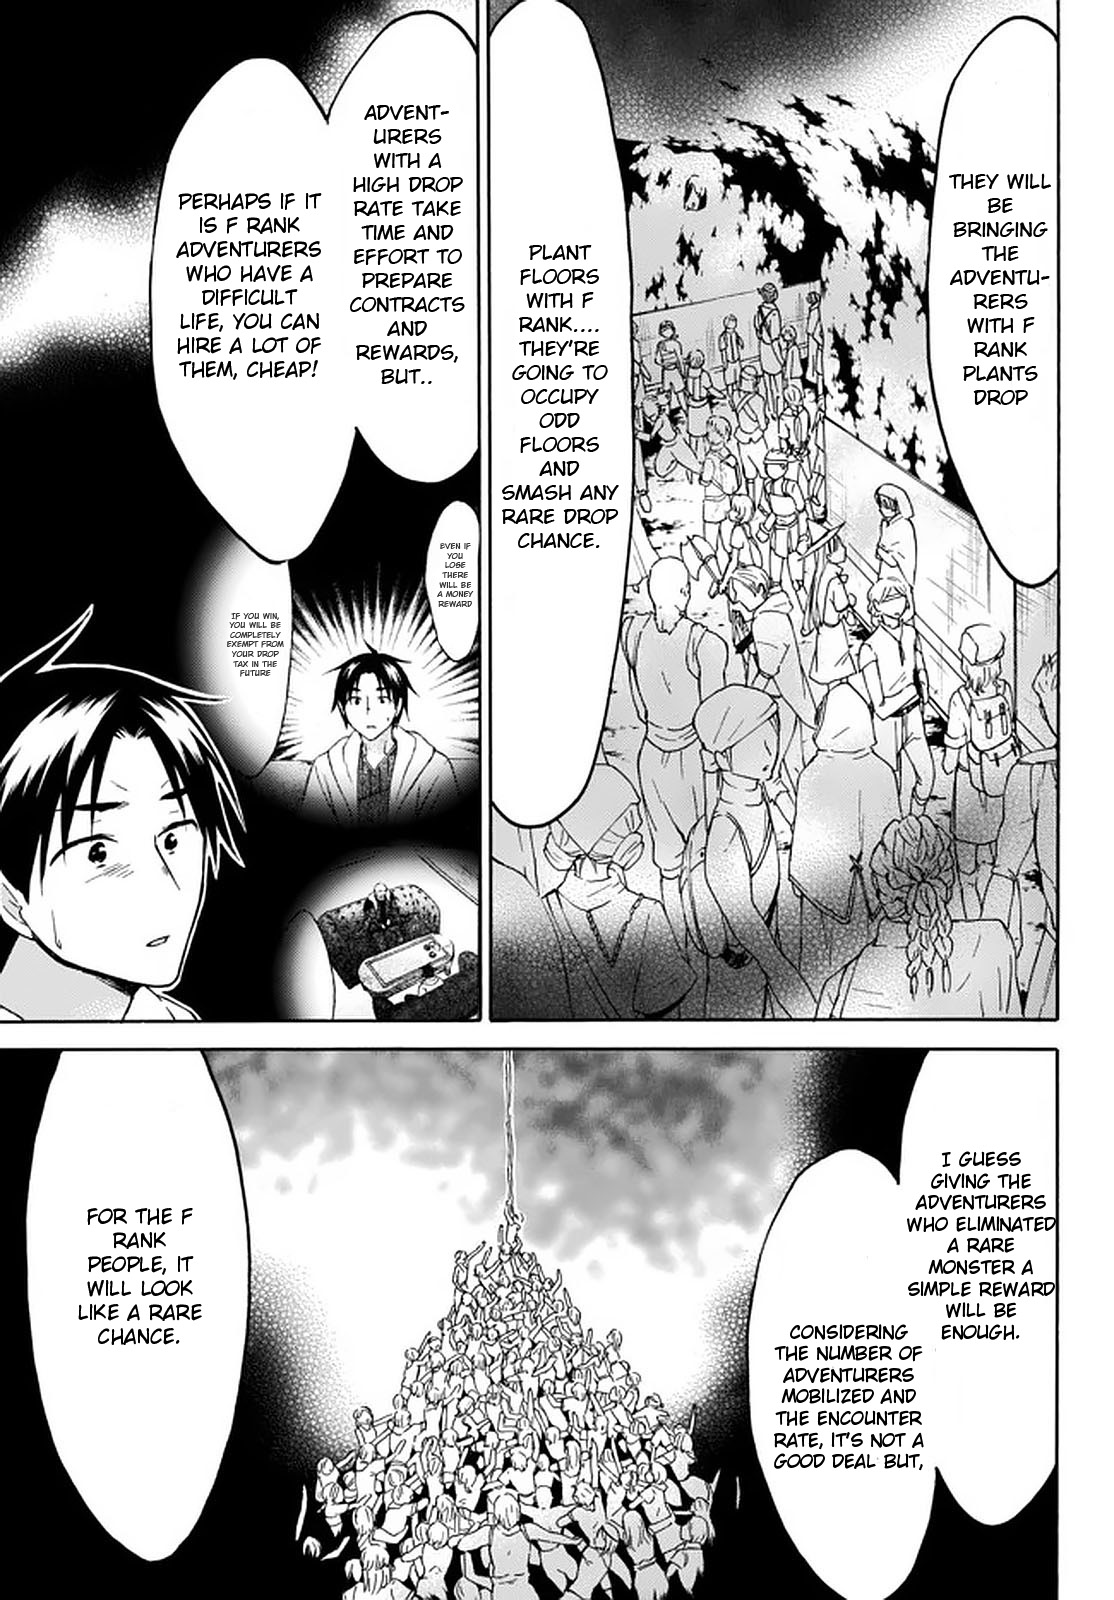 THEY WILL
BE
BRINGING
THE
ADVENTU-
RERS
WITH F
RANK
PLANTS
DROP
PLANT
FLOORS
WITH F
RANK....
THEY'RE
GOING TO
OCCUPY
ODD
FLOORS
AND
SMASH ANY
RARE DROP
CHANCE.
ADVENT-
URERS
WITH A
HIGH DROP
RATE TAKE
TIME AND
EFFORT TO
PREPARE
CONTRACTS
AND
REWARDS,
BUT..
PERHAPS IF IT
IS F RANK
ADVENTURERS
WHO HAVE A
DIFFICULT
LIFE, YOU CAN
HIRE A LOT OF
THEM, CHEAP!
EVEN IF
YOU
LOSE THERE
WILL BE
A MONEY
REWARD
IF YOU WIN,
YOU WILL BE
COMPLETELY
EXEMPT FROM
YOUR DROP
TAX IN THE
FUTURE
I GUESS
GIVING THE
ADVENTURERS
WHO ELIMINATED
A RARE
MONSTER A
SIMPLE REWARD
WILL BE
ENOUGH.
CONSIDERING
THE NUMBER OF
ADVENTURERS
MOBILIZED AND
THE ENCOUNTER
RATE, IT'S NOT A
GOOD DEAL BUT,
FOR THE F
RANK
PEOPLE, IT
WILL LOOK
LIKE A RARE
CHANCE.